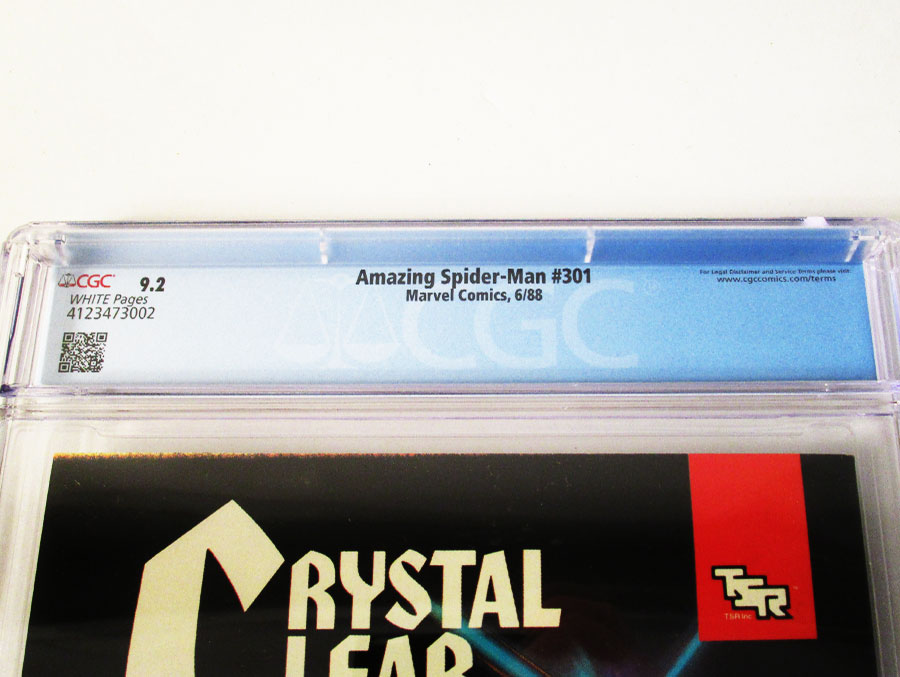 CGC 9.2
WHITE Pages
4123473002
Amazing Spider-Man #301
Marvel Comics, 6/88
For Legal Disclaimer and Service Terms please visit:
www.cgccomics.com/terms
CGC
CRYSTAL
CLEAR
TSR
TSR Inc